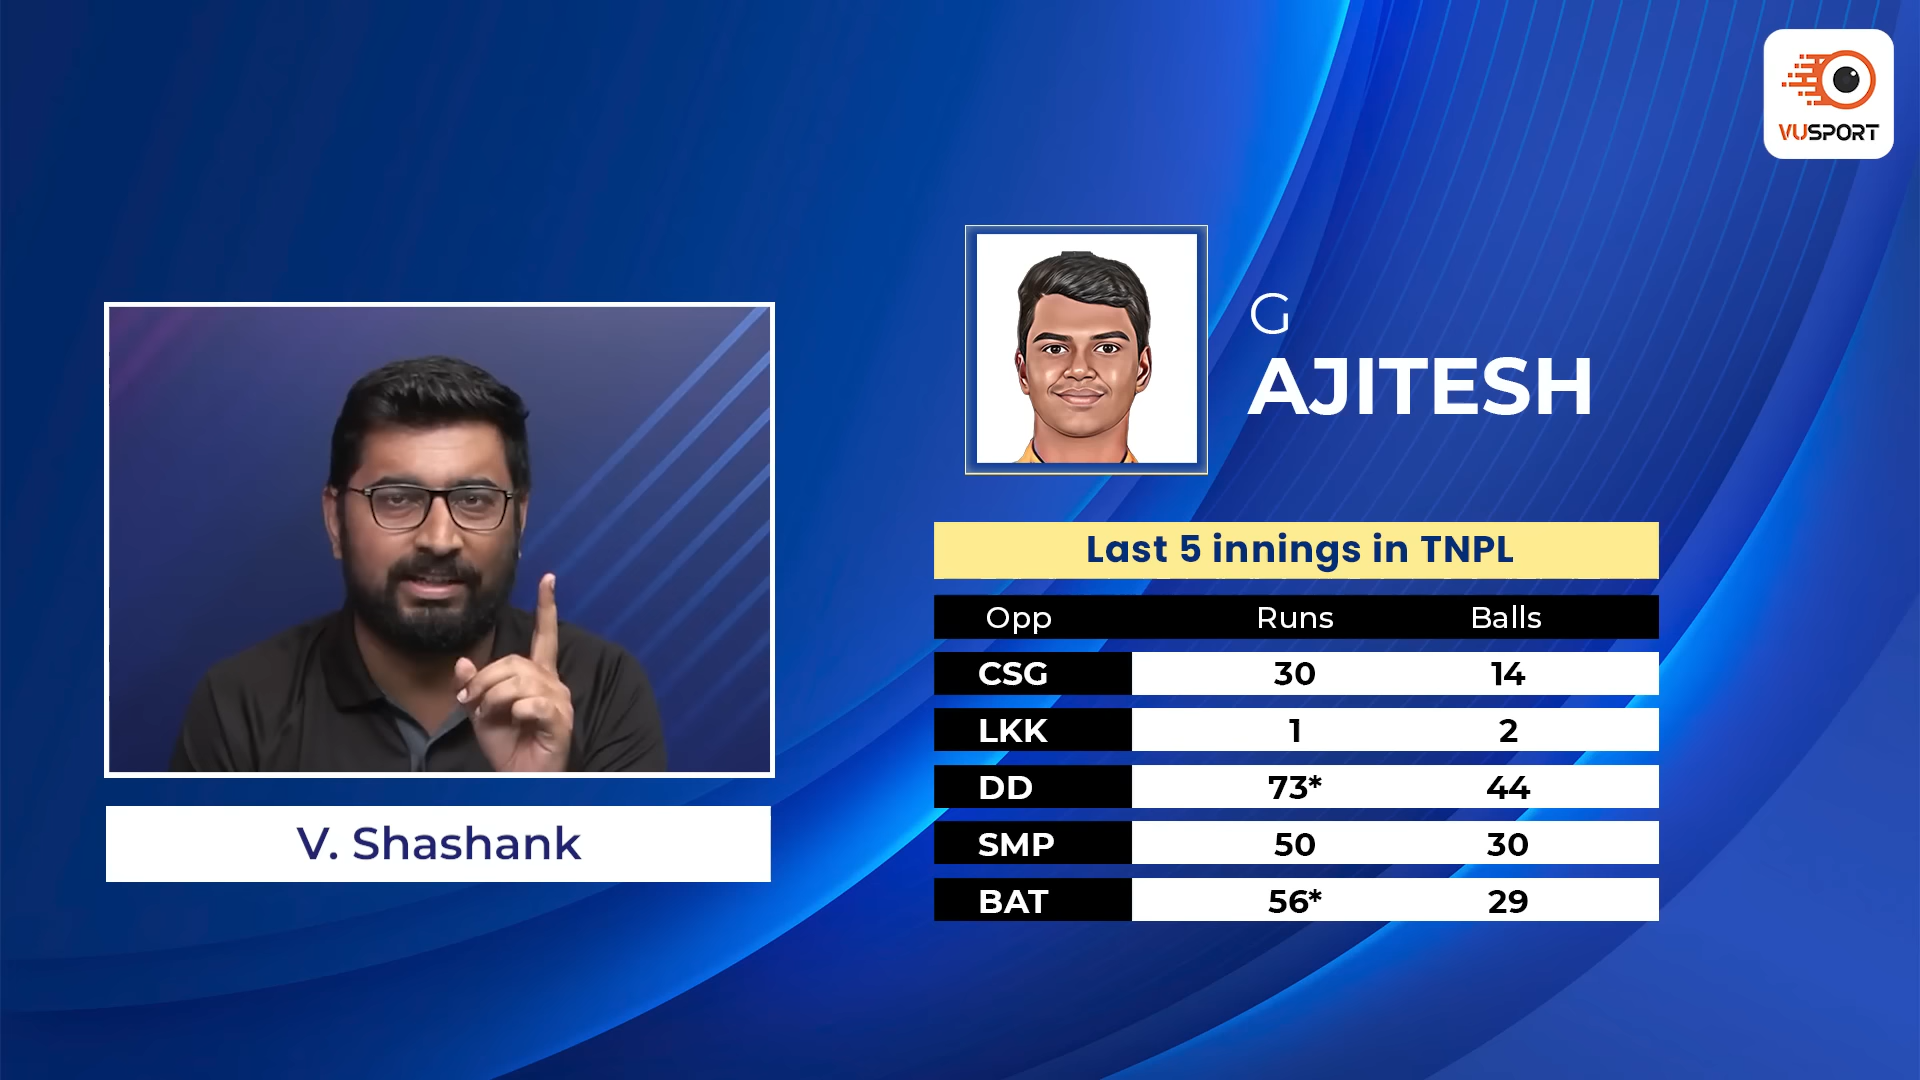 VUSPORT
G
AJITESH
Last 5 innings in TNPL
Opp Runs Balls
CSG 30 14
LKK 1 2
DD 73* 44
SMP 50 30
BAT 56* 29
V. Shashank